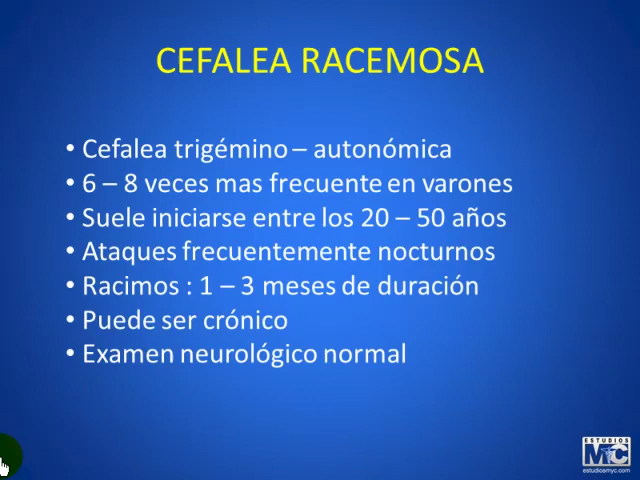 CEFALEA RACEMOSA
• Cefalea trigémino – autonómica
• 6 – 8 veces mas frecuente en varones
• Suele iniciarse entre los 20 – 50 años
• Ataques frecuentemente nocturnos
• Racimos : 1 – 3 meses de duración
• Puede ser crónico
• Examen neurológico normal
ESTUDIOS
MyC
estudiosmyc.com